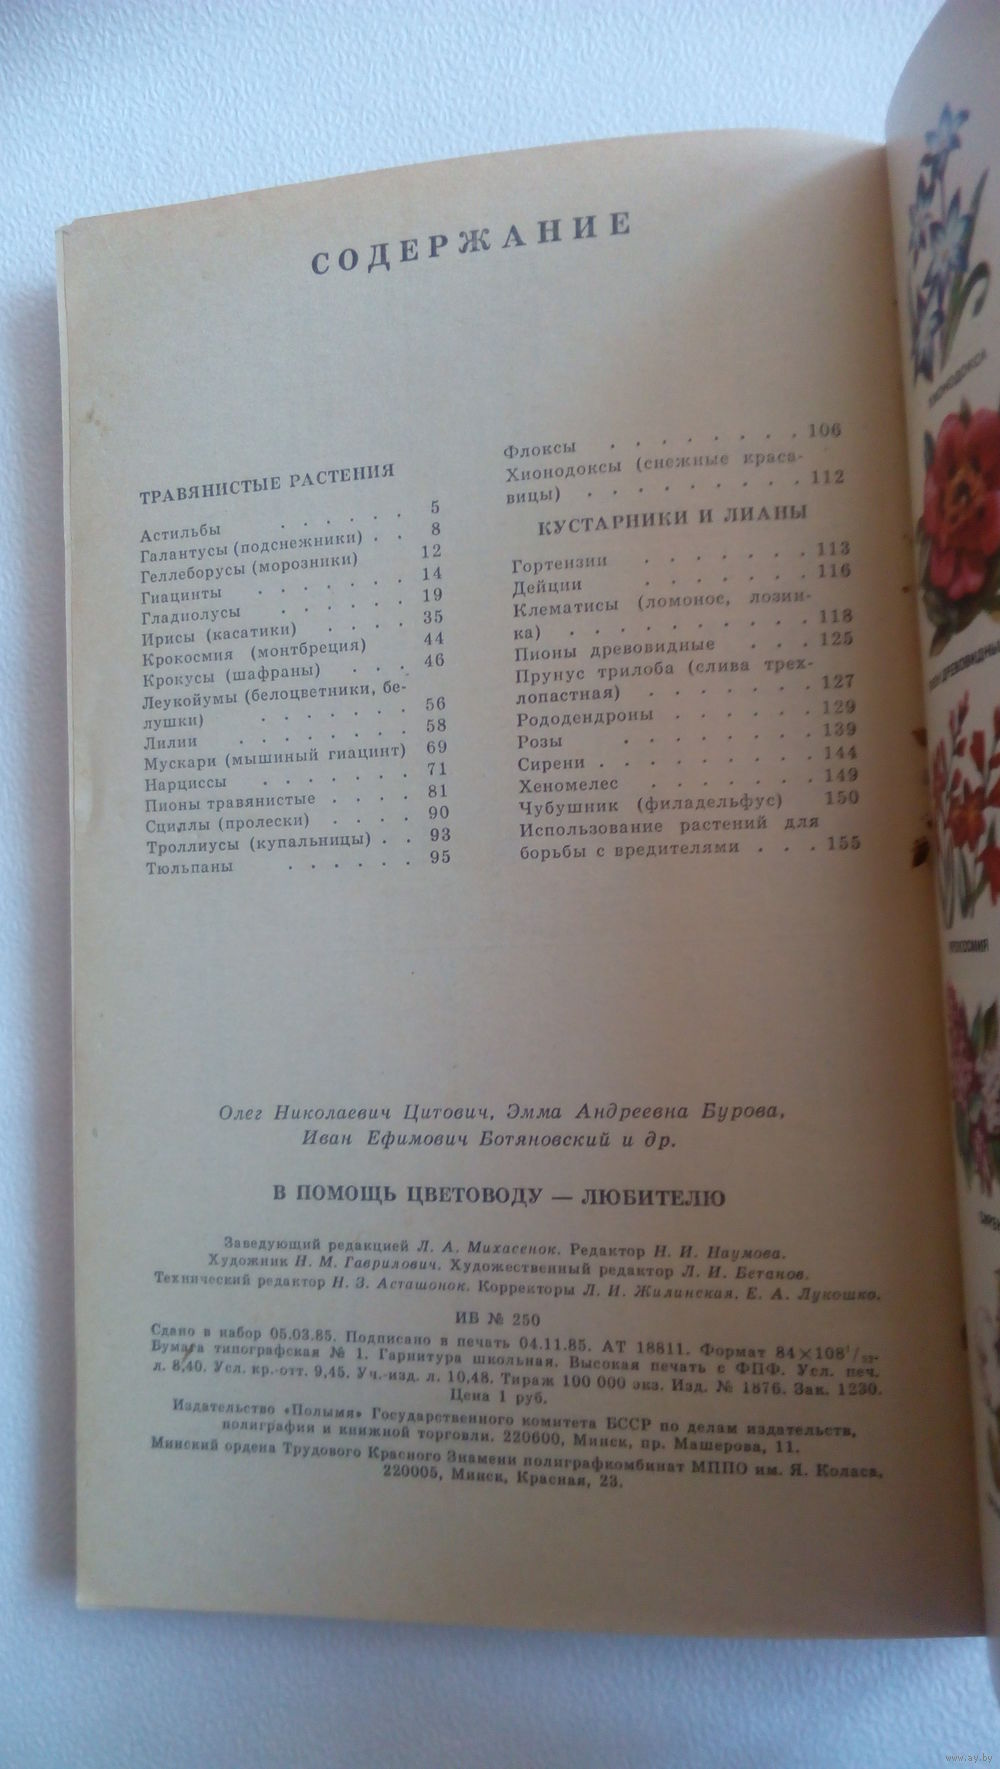 СОДЕРЖАНИЕ
ТРАВЯНИСТЫЕ РАСТЕНИЯ
Астильбы . . . . . . 5
Галантусы (подснежники) . . 8
Геллеборусы (морозники) 12
Гиацинты . . . . . . 14
Гладиолусы . . . . . 19
Ирисы (касатики) . . . . 35
Крокосмия (монтбреция) 44
Крокусы (шафраны) . . . 46
Леукойумы (белоцветники, бе-
лушки) . . . . . . . 56
Лилии . . . . . . . . 58
Мускари (мышиный гиацинт) 69
Нарциссы . . . . . . . 71
Пионы травянистые . . . . 81
Сциллы (пролески) . . . . 90
Троллиусы (купальницы) . . 93
Тюльпаны . . . . . . 95
Флоксы . . . . . . . . 106
Хионодоксы (снежные краса-
вицы) . . . . . . . . . 112
КУСТАРНИКИ И ЛИАНЫ
Гортензии . . . . . . 113
Дейции . . . . . . . 116
Клематисы (ломонос, лозин-
ка) . . . . . . . . . . 118
Пионы древовидные . . . 125
Прунус трилоба (слива трех-
лопастная) . . . . . . . 127
Рододендроны . . . . . . 129
Розы . . . . . . . . 139
Сирени . . . . . . . . . 144
Хеномелес . . . . . . 149
Чубушник (филадельфус) 150
Использование растений для
борьбы с вредителями . . . 155
Олег Николаевич Цитович, Эмма Андреевна Бурова,
Иван Ефимович Ботяновский и др.
В ПОМОЩЬ ЦВЕТОВОДУ — ЛЮБИТЕЛЮ
Заведующий редакцией Л. А. Михасенок. Редактор Н. И. Наумова.
Художник Н. М. Гаврилович. Художественный редактор Л. И. Бетанов.
Технический редактор Н. З. Асташонок. Корректоры Л. И. Жилинская. Е. А. Лукошко.
ИБ № 250
Сдано в набор 05.03.85. Подписано в печать 04.11.85. АТ 18811. Формат 84×108¹/₃₂.
Бумага типографская № 1. Гарнитура школьная. Высокая печать с ФПФ. Усл. печ.
л. 8,40. Усл. кр.-отт. 9,45. Уч.-изд. л. 10,48. Тираж 100 000 экз. Изд. № 1876. Зак. 1230.
Цена 1 руб.
Издательство «Полымя» Государственного комитета БССР по делам издательств,
полиграфии и книжной торговли. 220600, Минск, пр. Машерова, 11.
Минский ордена Трудового Красного Знамени полиграфкомбинат МППО им. Я. Коласа,
220005, Минск, Красная, 23.
ХИОНОДОКСА
ДРЕВОВИДНЫЙ
КРОКОСМИЯ
www.ay.by